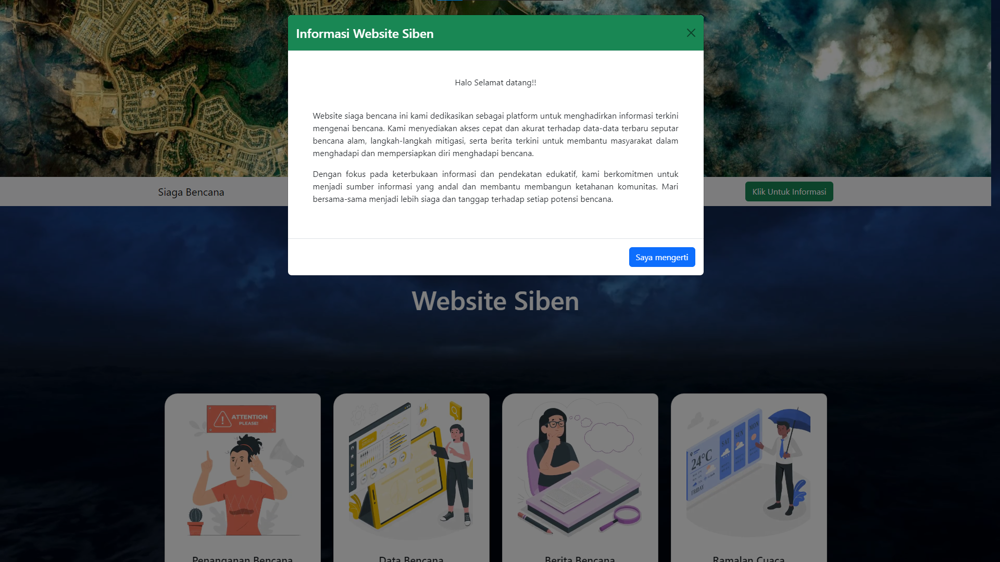 Informasi Website Siben
Halo Selamat datang!!
Website siaga bencana ini kami dedikasikan sebagai platform untuk menghadirkan informasi terkini
mengenai bencana. Kami menyediakan akses cepat dan akurat terhadap data-data terbaru seputar
bencana alam, langkah-langkah mitigasi, serta berita terkini untuk membantu masyarakat dalam
menghadapi dan mempersiapkan diri menghadapi bencana.
Dengan fokus pada keterbukaan informasi dan pendekatan edukatif, kami berkomitmen untuk
menjadi sumber informasi yang andal dan membantu membangun ketahanan komunitas. Mari
bersama-sama menjadi lebih siaga dan tanggap terhadap setiap potensi bencana.
Siaga Bencana
Klik Untuk Informasi
Saya mengerti
Website Siben
ATTENTION
PLEASE!
24°C
FRIDAY
SAT
SUN
MON
Penanganan Bencana
Data Bencana
Berita Bencana
Ramalan Cuaca